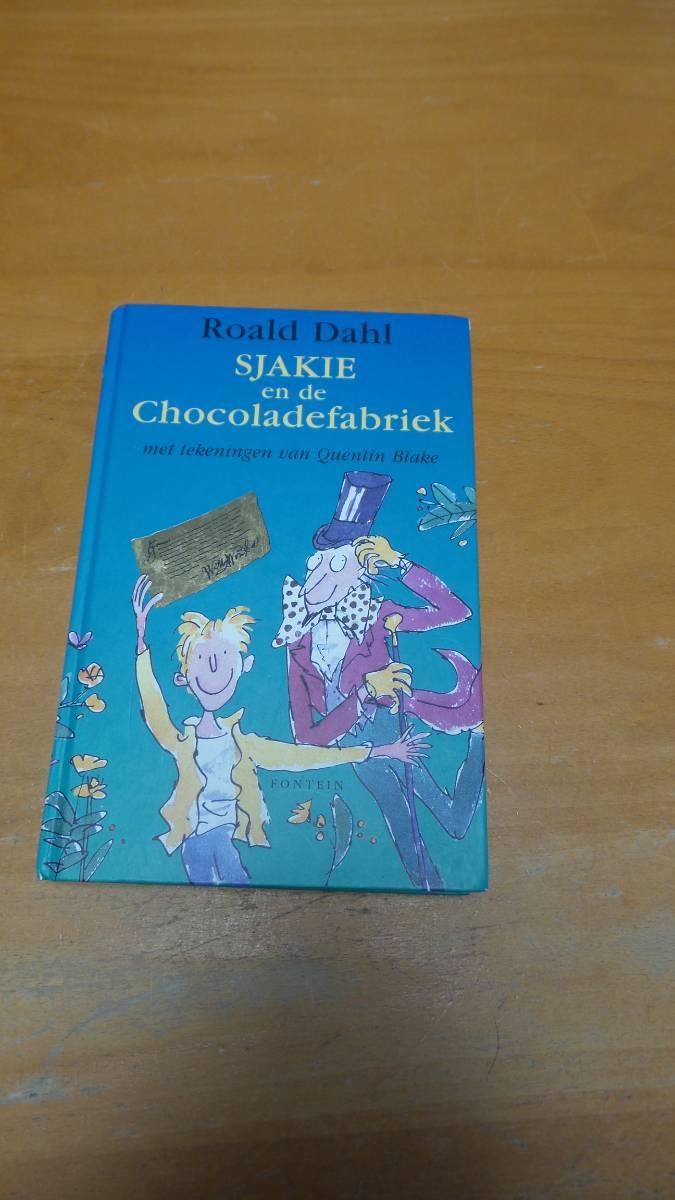 Roald Dahl
SJAKIE
en de
Chocoladefabriek
met tekeningen van Quentin Blake
FONTEIN